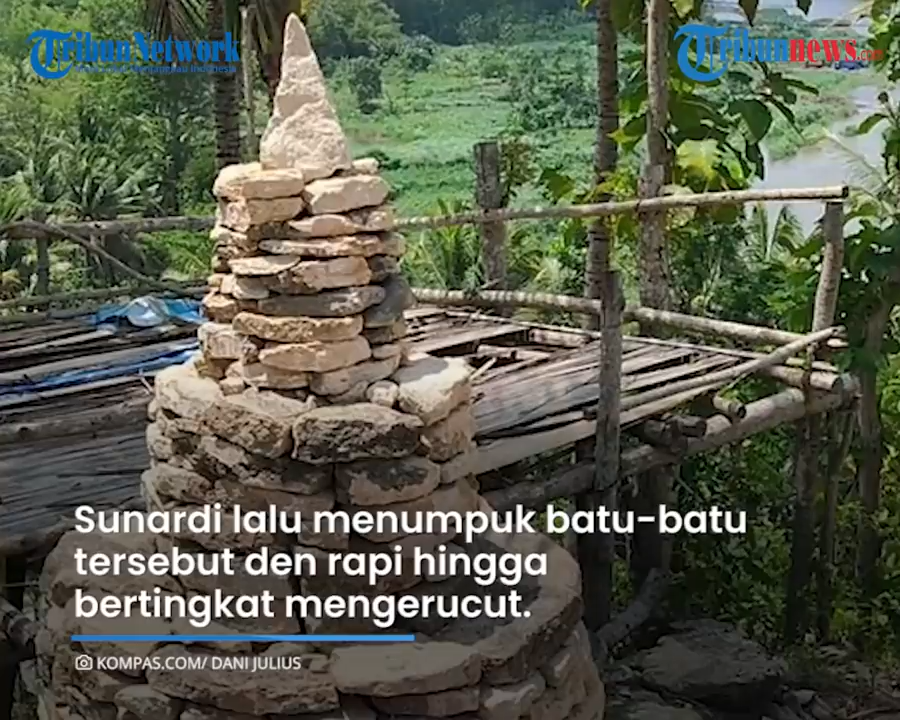 Tribun Network
Tribunnews.com
Sunardi lalu menumpuk batu-batu
tersebut den rapi hingga
bertingkat mengerucut.
KOMPAS.COM/ DANI JULIUS